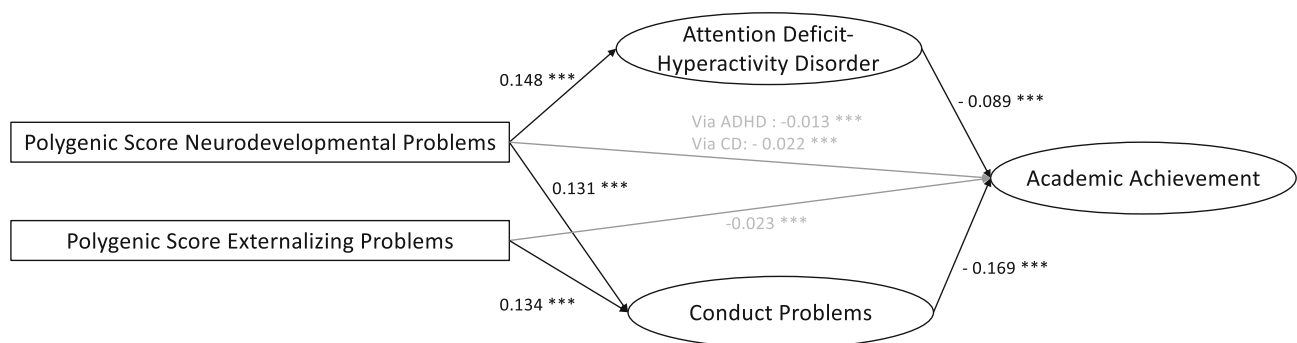 Attention Deficit-
Hyperactivity Disorder
0.148 ***
- 0.089 ***
Polygenic Score Neurodevelopmental Problems
Via ADHD : -0.013 ***
Via CD: - 0.022 ***
Academic Achievement
0.131 ***
Polygenic Score Externalizing Problems
-0.023 ***
- 0.169 ***
0.134 ***
Conduct Problems